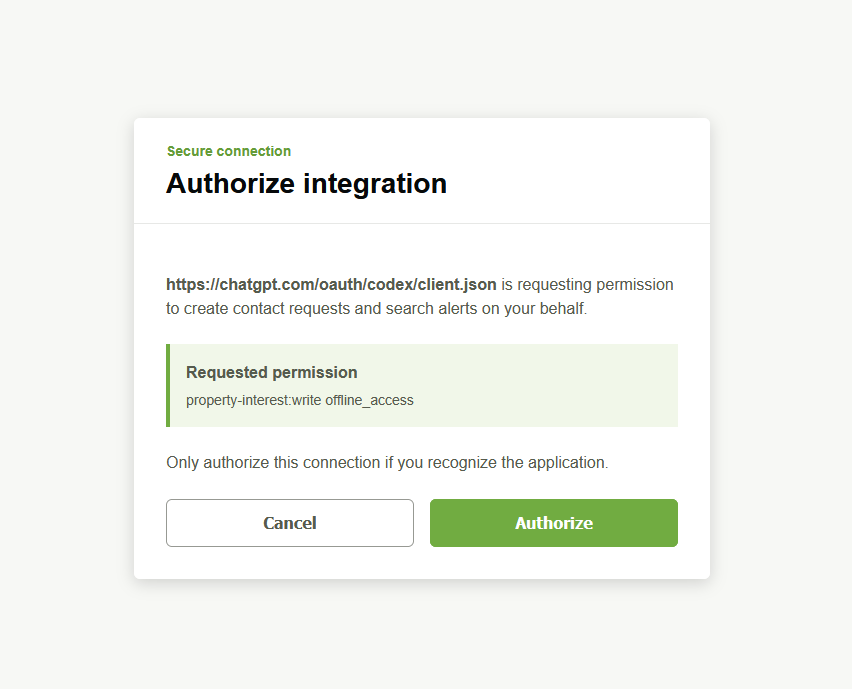 Secure connection
Authorize integration
https://chatgpt.com/oauth/codex/client.json is requesting permission
to create contact requests and search alerts on your behalf.
Requested permission
property-interest:write offline_access
Only authorize this connection if you recognize the application.
Cancel
Authorize